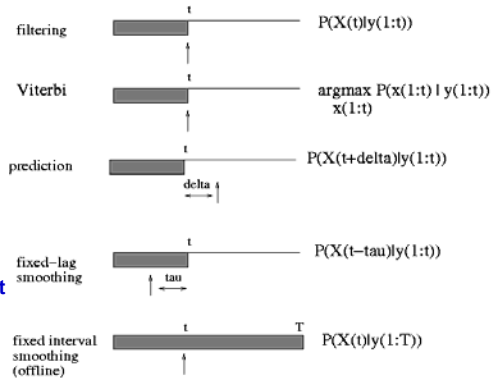 t
filtering P(X(t)|y(1:t))
t
Viterbi argmax P(x(1:t) | y(1:t))
x(1:t)
t
prediction P(X(t+delta)|y(1:t))
delta
t
fixed-lag P(X(t-tau)|y(1:t))
smoothing tau
t
t T
fixed interval P(X(t)|y(1:T))
smoothing
(offline)